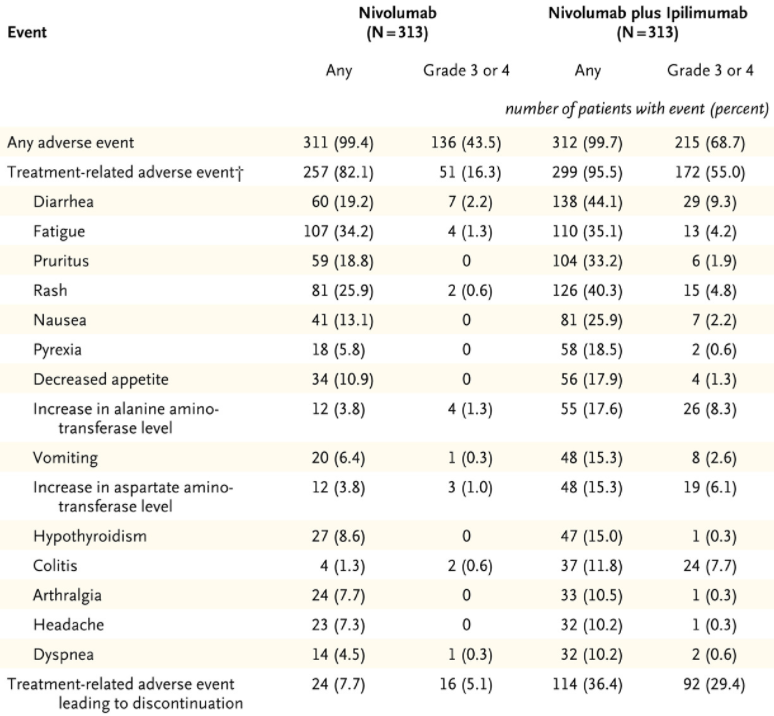 Event Nivolumab (N=313) Nivolumab plus Ipilimumab (N=313)
Any Grade 3 or 4 Any Grade 3 or 4
number of patients with event (percent)
Any adverse event 311 (99.4) 136 (43.5) 312 (99.7) 215 (68.7)
Treatment-related adverse event† 257 (82.1) 51 (16.3) 299 (95.5) 172 (55.0)
Diarrhea 60 (19.2) 7 (2.2) 138 (44.1) 29 (9.3)
Fatigue 107 (34.2) 4 (1.3) 110 (35.1) 13 (4.2)
Pruritus 59 (18.8) 0 104 (33.2) 6 (1.9)
Rash 81 (25.9) 2 (0.6) 126 (40.3) 15 (4.8)
Nausea 41 (13.1) 0 81 (25.9) 7 (2.2)
Pyrexia 18 (5.8) 0 58 (18.5) 2 (0.6)
Decreased appetite 34 (10.9) 0 56 (17.9) 4 (1.3)
Increase in alanine amino- 12 (3.8) 4 (1.3) 55 (17.6) 26 (8.3)
transferase level
Vomiting 20 (6.4) 1 (0.3) 48 (15.3) 8 (2.6)
Increase in aspartate amino- 12 (3.8) 3 (1.0) 48 (15.3) 19 (6.1)
transferase level
Hypothyroidism 27 (8.6) 0 47 (15.0) 1 (0.3)
Colitis 4 (1.3) 2 (0.6) 37 (11.8) 24 (7.7)
Arthralgia 24 (7.7) 0 33 (10.5) 1 (0.3)
Headache 23 (7.3) 0 32 (10.2) 1 (0.3)
Dyspnea 14 (4.5) 1 (0.3) 32 (10.2) 2 (0.6)
Treatment-related adverse event 24 (7.7) 16 (5.1) 114 (36.4) 92 (29.4)
leading to discontinuation